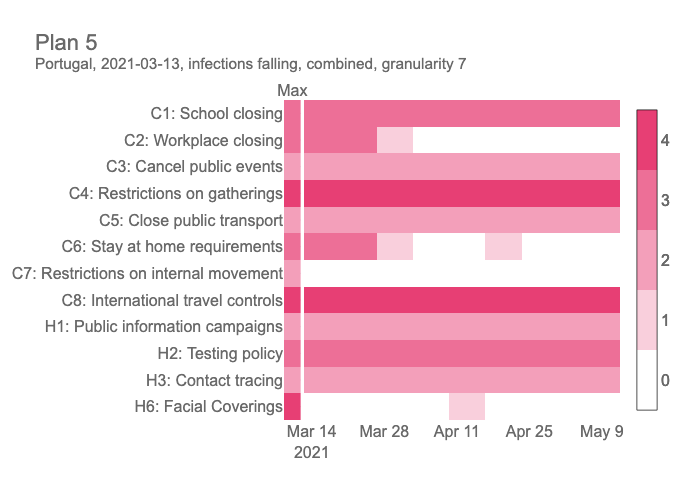 Plan 5
Portugal, 2021-03-13, infections falling, combined, granularity 7
Max
C1: School closing
C2: Workplace closing
C3: Cancel public events
C4: Restrictions on gatherings
C5: Close public transport
C6: Stay at home requirements
C7: Restrictions on internal movement
C8: International travel controls
H1: Public information campaigns
H2: Testing policy
H3: Contact tracing
H6: Facial Coverings
Mar 14 Mar 28 Apr 11 Apr 25 May 9
2021
4
3
2
1
0